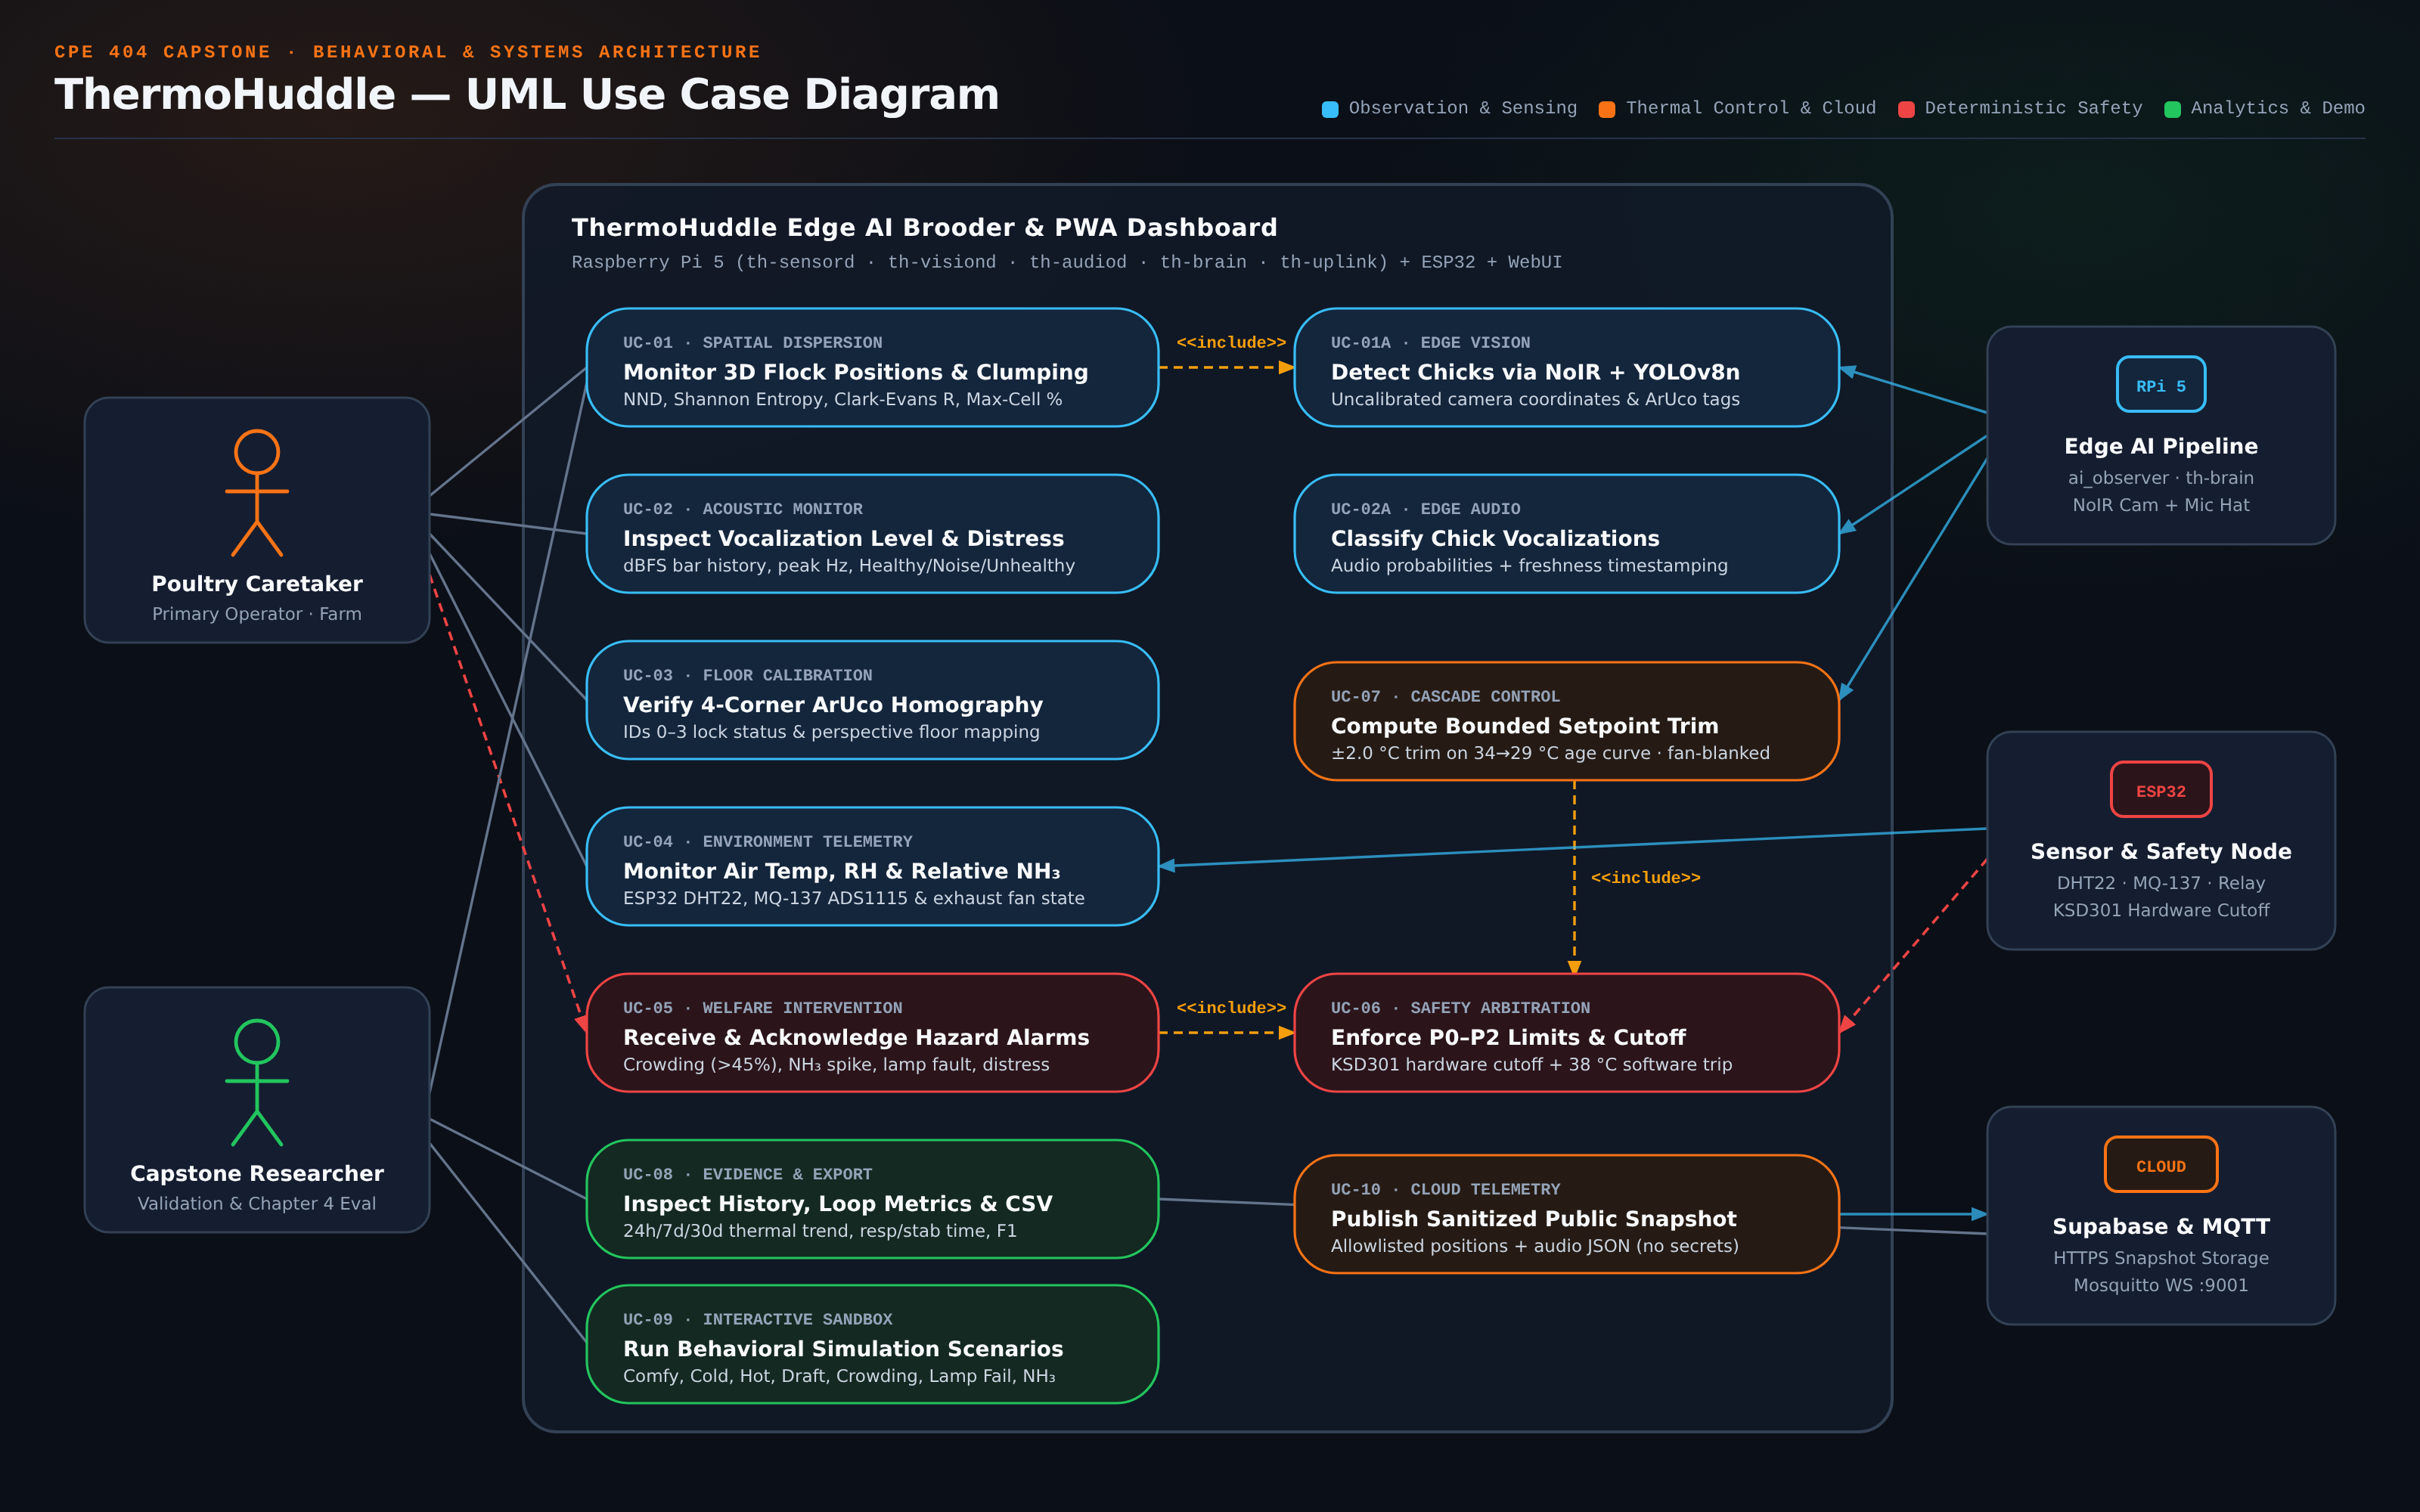 CPE 404 CAPSTONE · BEHAVIORAL & SYSTEMS ARCHITECTURE
ThermoHuddle — UML Use Case Diagram
Observation & Sensing
Thermal Control & Cloud
Deterministic Safety
Analytics & Demo
ThermoHuddle Edge AI Brooder & PWA Dashboard
Raspberry Pi 5 (th-sensord · th-visiond · th-audiod · th-brain · th-uplink) + ESP32 + WebUI
Poultry Caretaker
Primary Operator · Farm
Capstone Researcher
Validation & Chapter 4 Eval
UC-01 · SPATIAL DISPERSION
Monitor 3D Flock Positions & Clumping
NND, Shannon Entropy, Clark-Evans R, Max-Cell %
<<include>>
UC-01A · EDGE VISION
Detect Chicks via NoIR + YOLOv8n
Uncalibrated camera coordinates & ArUco tags
UC-02 · ACOUSTIC MONITOR
Inspect Vocalization Level & Distress
dBFS bar history, peak Hz, Healthy/Noise/Unhealthy
UC-02A · EDGE AUDIO
Classify Chick Vocalizations
Audio probabilities + freshness timestamping
UC-03 · FLOOR CALIBRATION
Verify 4-Corner ArUco Homography
IDs 0–3 lock status & perspective floor mapping
UC-07 · CASCADE CONTROL
Compute Bounded Setpoint Trim
±2.0 °C trim on 34→29 °C age curve · fan-blanked
UC-04 · ENVIRONMENT TELEMETRY
Monitor Air Temp, RH & Relative NH₃
ESP32 DHT22, MQ-137 ADS1115 & exhaust fan state
<<include>>
UC-05 · WELFARE INTERVENTION
Receive & Acknowledge Hazard Alarms
Crowding (>45%), NH₃ spike, lamp fault, distress
<<include>>
UC-06 · SAFETY ARBITRATION
Enforce P0–P2 Limits & Cutoff
KSD301 hardware cutoff + 38 °C software trip
UC-08 · EVIDENCE & EXPORT
Inspect History, Loop Metrics & CSV
24h/7d/30d thermal trend, resp/stab time, F1
UC-10 · CLOUD TELEMETRY
Publish Sanitized Public Snapshot
Allowlisted positions + audio JSON (no secrets)
UC-09 · INTERACTIVE SANDBOX
Run Behavioral Simulation Scenarios
Comfy, Cold, Hot, Draft, Crowding, Lamp Fail, NH₃
RPi 5
Edge AI Pipeline
ai_observer · th-brain
NoIR Cam + Mic Hat
ESP32
Sensor & Safety Node
DHT22 · MQ-137 · Relay
KSD301 Hardware Cutoff
CLOUD
Supabase & MQTT
HTTPS Snapshot Storage
Mosquitto WS :9001